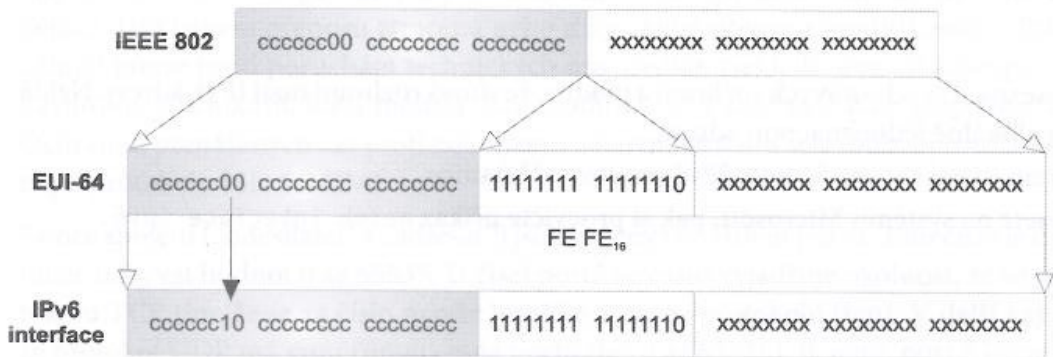 IEEE 802 cccccc00 cccccccc cccccccc xxxxxxxx xxxxxxxx xxxxxxxx
EUI-64 cccccc00 cccccccc cccccccc 11111111 11111110 xxxxxxxx xxxxxxxx xxxxxxxx
FE FE₁₆
IPv6
interface cccccc10 cccccccc cccccccc 11111111 11111110 xxxxxxxx xxxxxxxx xxxxxxxx